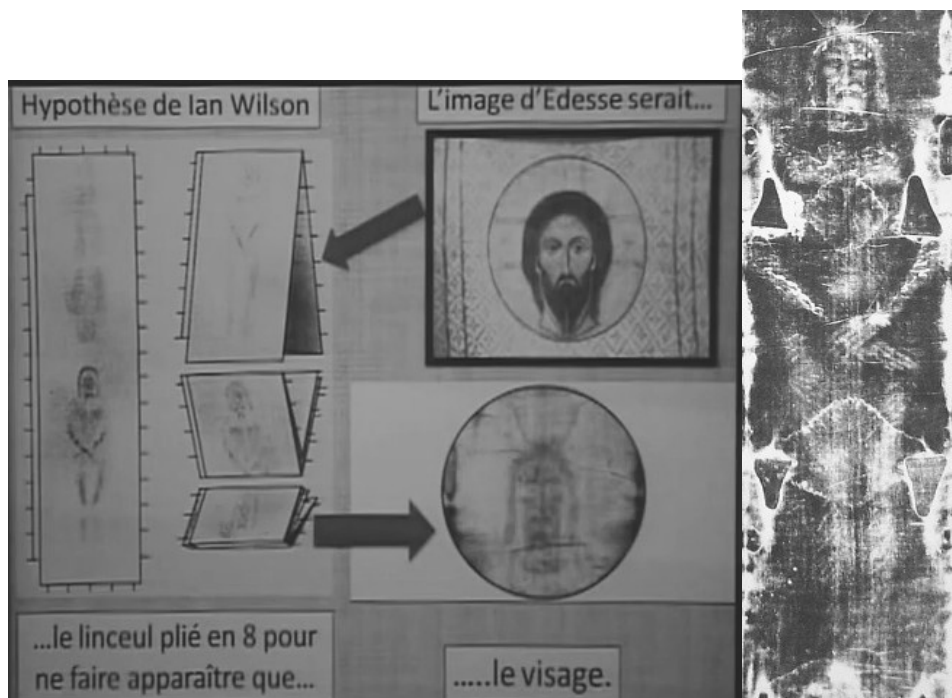 Hypothèse de Ian Wilson
L'image d'Edesse serait...
...le linceul plié en 8 pour
ne faire apparaître que...
.....le visage.